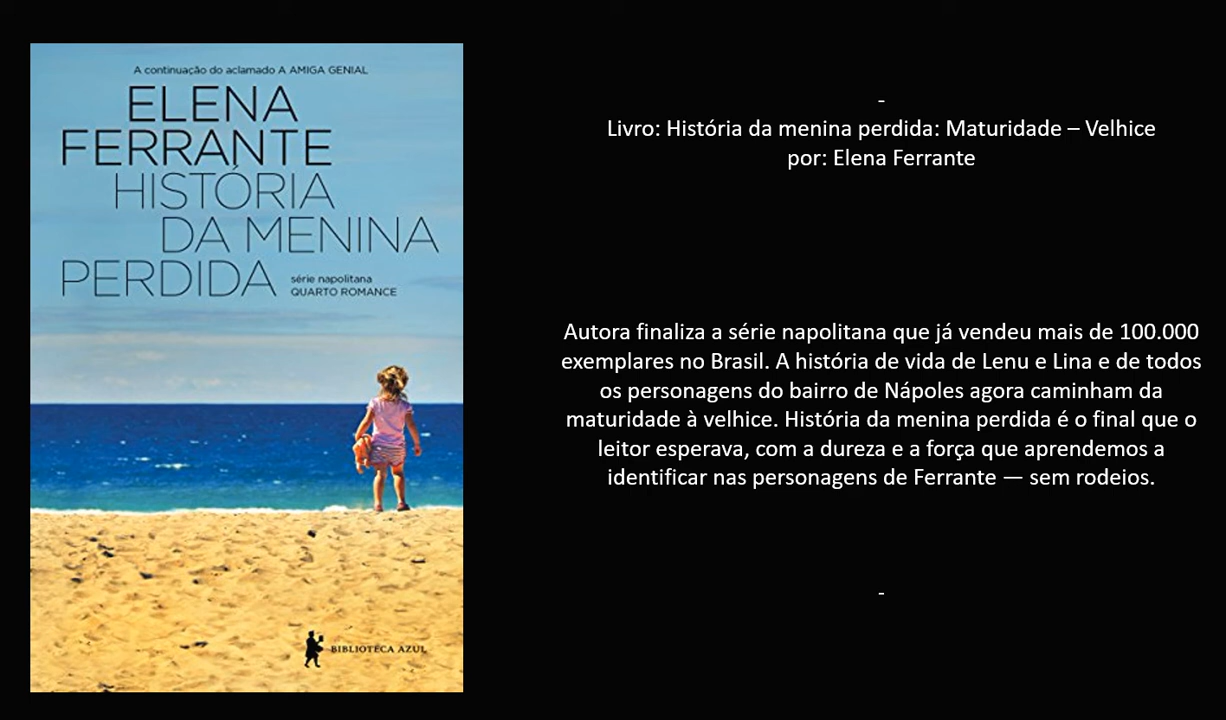 A continuação do aclamado A AMIGA GENIAL
ELENA
FERRANTE
HISTÓRIA
DA MENINA
PERDIDA
série napolitana
QUARTO ROMANCE
BIBLIOTECA AZUL
-
Livro: História da menina perdida: Maturidade – Velhice
por: Elena Ferrante
Autora finaliza a série napolitana que já vendeu mais de 100.000
exemplares no Brasil. A história de vida de Lenu e Lina e de todos
os personagens do bairro de Nápoles agora caminham da
maturidade à velhice. História da menina perdida é o final que o
leitor esperava, com a dureza e a força que aprendemos a
identificar nas personagens de Ferrante — sem rodeios.
-